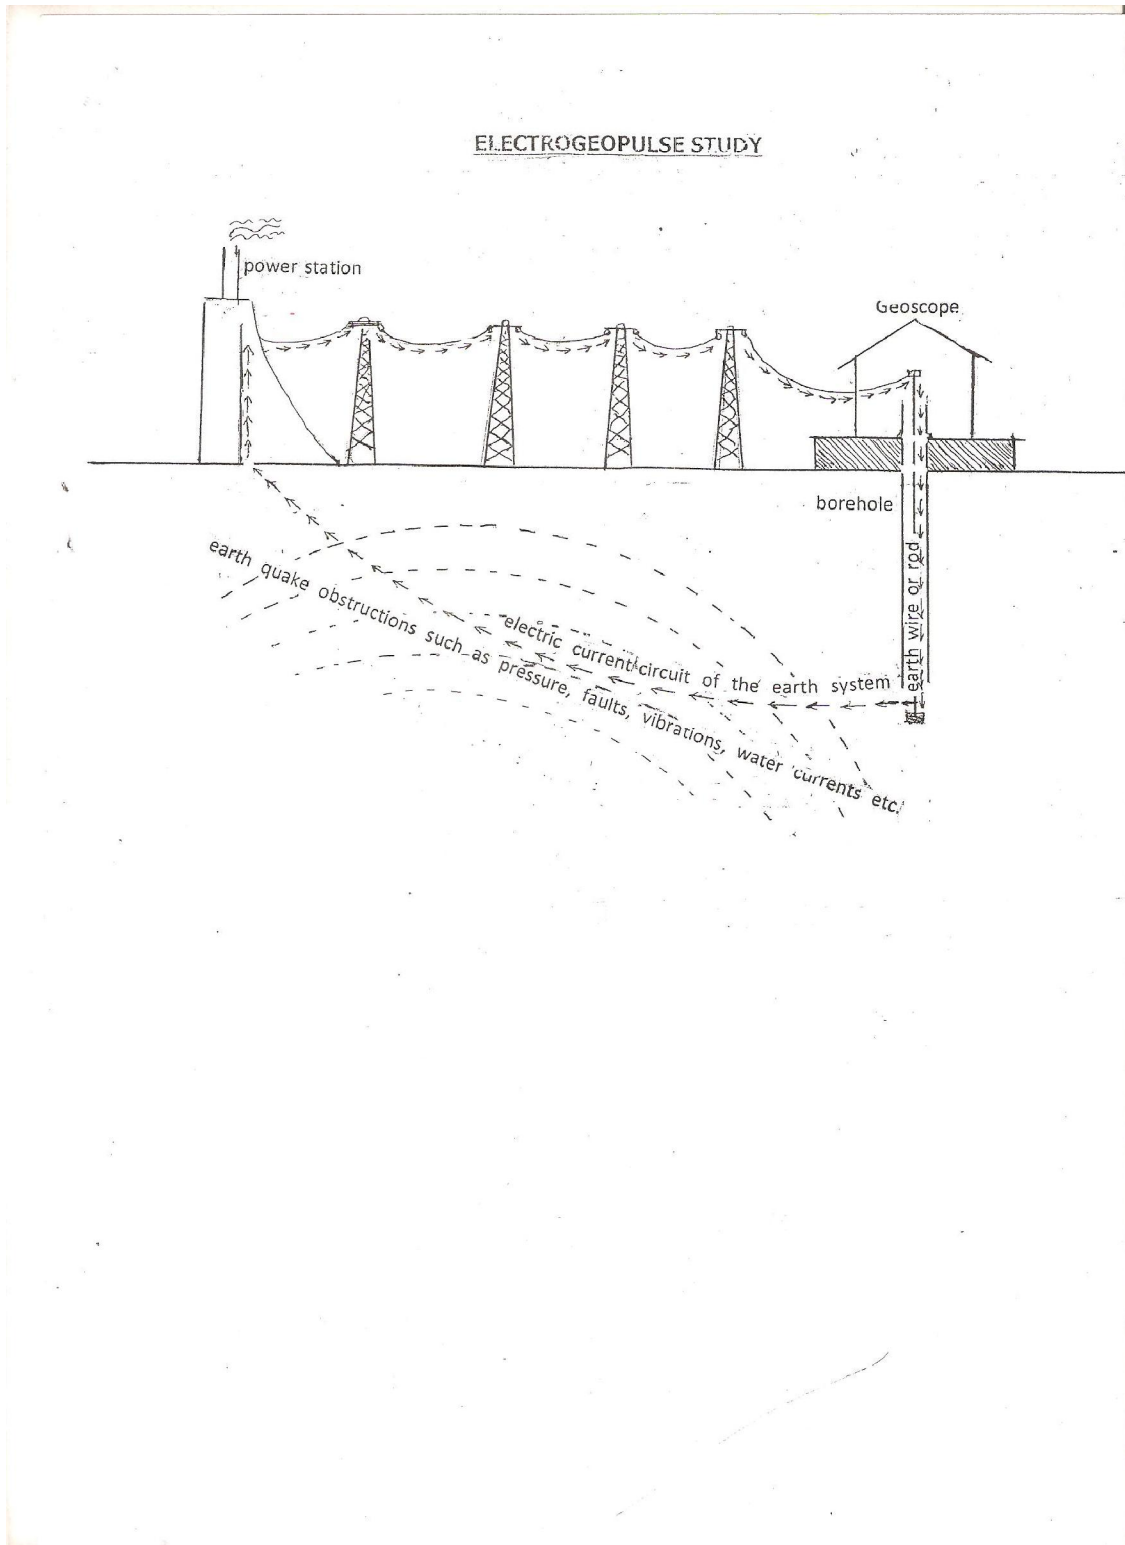 ELECTROGEOPULSE STUDY
power station
Geoscope
borehole
earth wire or rod
earth quake obstructions such as pressure, faults, vibrations, water currents etc.
electric current/circuit of the earth system